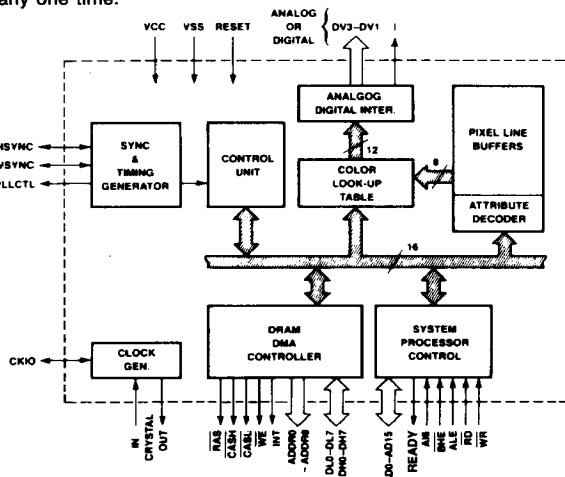 any one time.
VCC VSS RESET
ANALOG
OR
DIGITAL
DV3–DV1 I
ANALGOG
DIGITAL INTER.
PIXEL LINE
BUFFERS
ATTRIBUTE
DECODER
HSYNC
VSYNC
PLLCTL
SYNC
&
TIMING
GENERATOR
CONTROL
UNIT
12
COLOR
LOOK-UP
TABLE
8
16
DRAM
DMA
CONTROLLER
SYSTEM
PROCESSOR
CONTROL
CKIO
CLOCK
GEN.
IN
CRYSTAL
OUT
RAS
CASH
CASL
WE
INT
ADDR0
-ADDR8
DL0–DL7
DH0–DH7
D0–AD15
READY
BHE
ALE
RD
WR